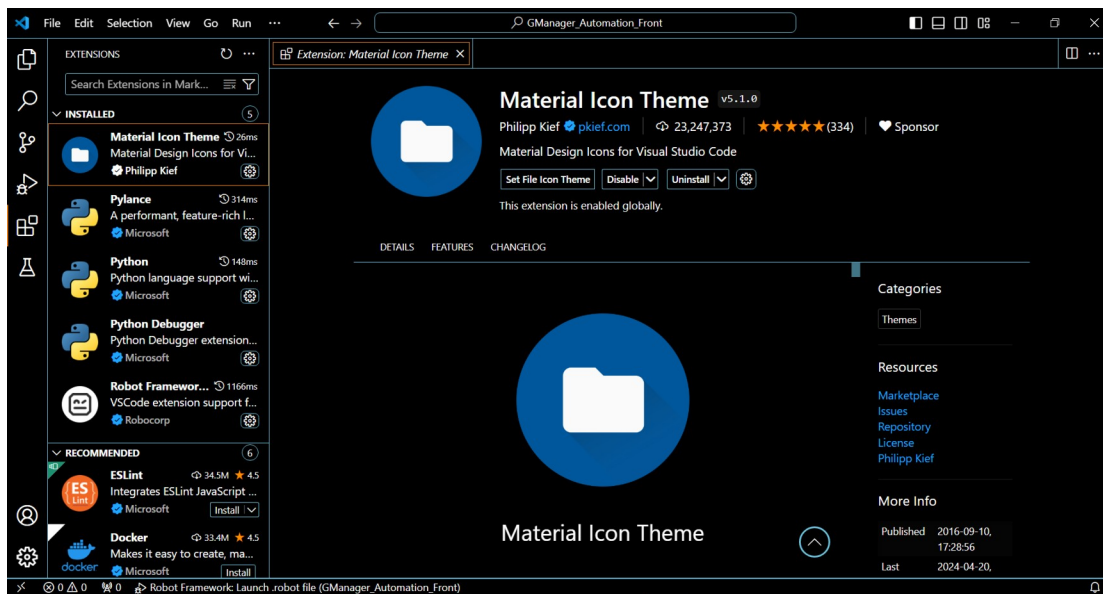 File Edit Selection View Go Run ···
GManager_Automation_Front
EXTENSIONS
Search Extensions in Mark...
INSTALLED 5
Material Icon Theme 26ms
Material Design Icons for Vi...
Philipp Kief
Pylance 314ms
A performant, feature-rich l...
Microsoft
Python 148ms
Python language support wi...
Microsoft
Python Debugger
Python Debugger extension...
Microsoft
Robot Framewor... 1166ms
VSCode extension support f...
Robocorp
RECOMMENDED 6
ESLint 34.5M ★ 4.5
Integrates ESLint JavaScript ...
Microsoft Install
ES
Lint
Docker 33.4M ★ 4.5
Makes it easy to create, ma...
Microsoft Install
docker
Extension: Material Icon Theme
Material Icon Theme v5.1.0
Philipp Kief pkief.com 23,247,373 ★★★★★(334) Sponsor
Material Design Icons for Visual Studio Code
Set File Icon Theme Disable Uninstall
This extension is enabled globally.
DETAILS FEATURES CHANGELOG
Material Icon Theme
Categories
Themes
Resources
Marketplace
Issues
Repository
License
Philipp Kief
More Info
Published 2016-09-10,
17:28:56
Last 2024-04-20,
0 0 0 Robot Framework: Launch .robot file (GManager_Automation_Front)